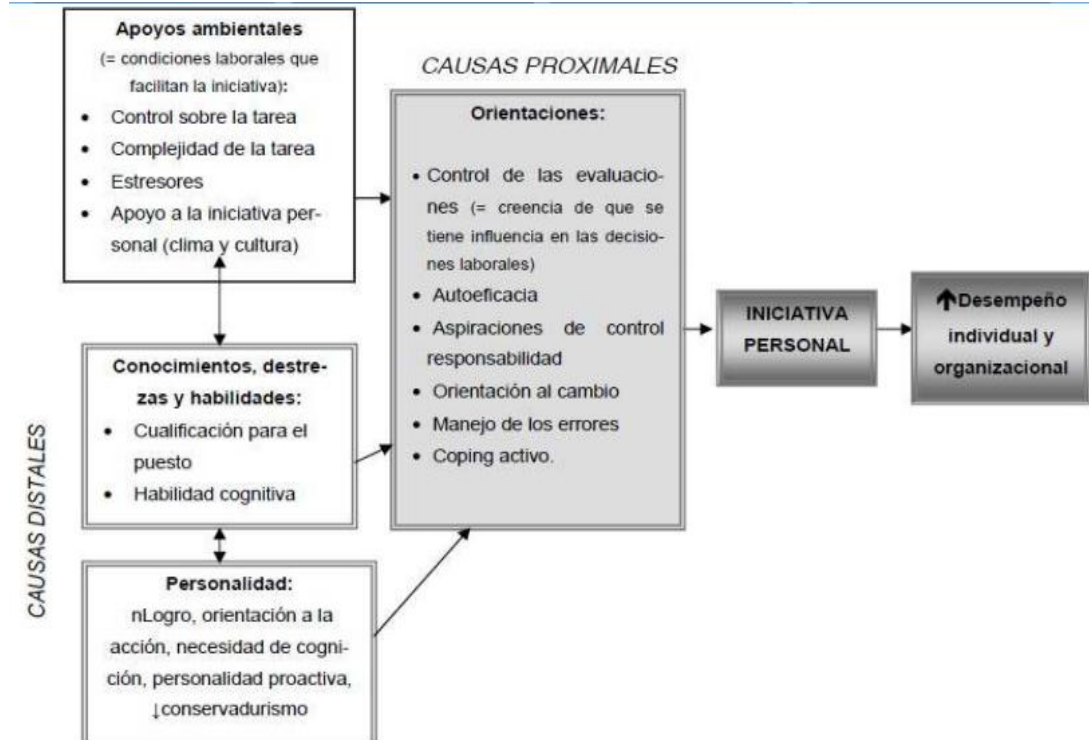 Apoyos ambientales
(= condiciones laborales que
facilitan la iniciativa):
• Control sobre la tarea
• Complejidad de la tarea
• Estresores
• Apoyo a la iniciativa per-
sonal (clima y cultura)
Conocimientos, destre-
zas y habilidades:
• Cualificación para el
puesto
• Habilidad cognitiva
Personalidad:
nLogro, orientación a la
acción, necesidad de cogni-
ción, personalidad proactiva,
↓conservadurismo
CAUSAS DISTALES
CAUSAS PROXIMALES
Orientaciones:
• Control de las evaluacio-
nes (= creencia de que se
tiene influencia en las decisio-
nes laborales)
• Autoeficacia
• Aspiraciones de control
responsabilidad
• Orientación al cambio
• Manejo de los errores
• Coping activo.
INICIATIVA
PERSONAL
↑Desempeño
individual y
organizacional